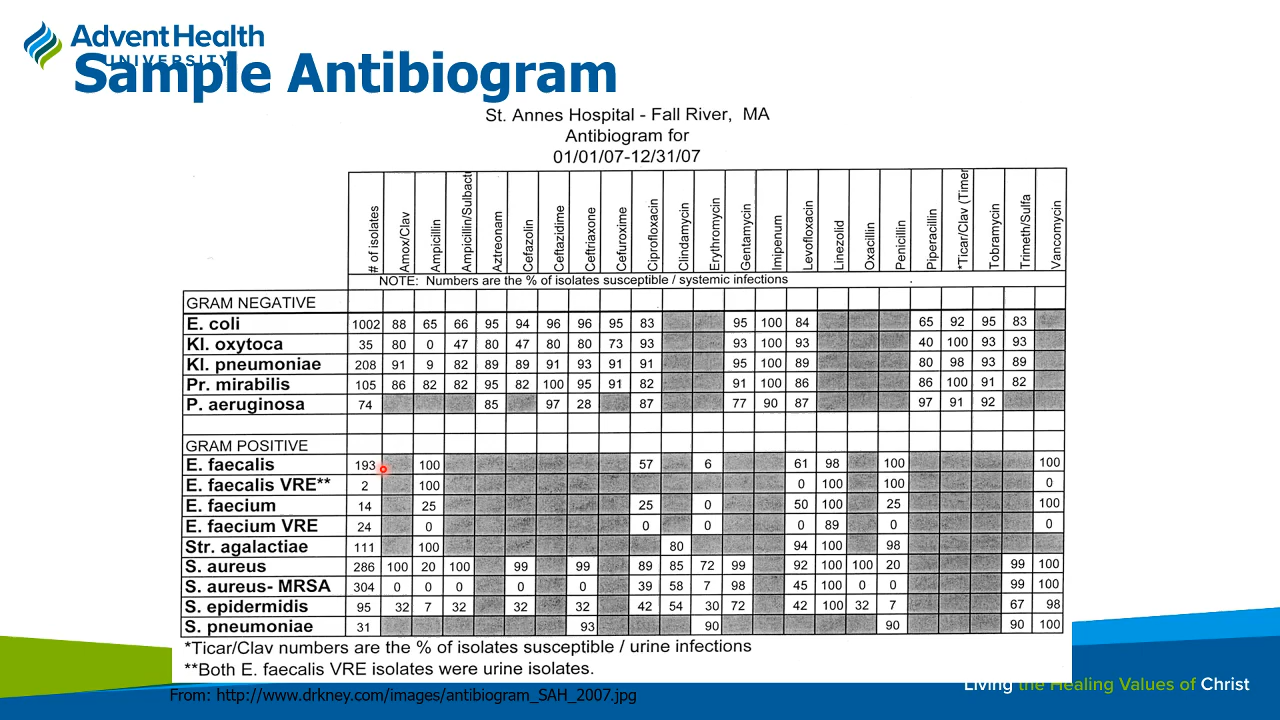 AdventHealth
UNIVERSITY
Sample Antibiogram
St. Annes Hospital - Fall River, MA
Antibiogram for
01/01/07-12/31/07
# of isolates Amox/Clav Ampicillin Ampicillin/Sulbact Aztreonam Cefazolin Ceftazidime Ceftriaxone Cefuroxime Ciprofloxacin Clindamycin Erythromycin Gentamycin Imipenum Levofloxacin Linezolid Oxacillin Penicillin Piperacillin *Ticar/Clav (Timer Tobramycin Trimeth/Sulfa Vancomycin
NOTE: Numbers are the % of isolates susceptible / systemic infections
GRAM NEGATIVE
E. coli 1002 88 65 66 95 94 96 96 95 83 95 100 84 65 92 95 83
Kl. oxytoca 35 80 0 47 80 47 80 80 73 93 93 100 93 40 100 93 93
Kl. pneumoniae 208 91 9 82 89 89 91 93 91 91 95 100 89 80 98 93 89
Pr. mirabilis 105 86 82 82 95 82 100 95 91 82 91 100 86 86 100 91 82
P. aeruginosa 74 85 97 28 87 77 90 87 97 91 92
GRAM POSITIVE
E. faecalis 193 100 57 6 61 98 100 100
E. faecalis VRE** 2 100 0 100 100 0
E. faecium 14 25 25 0 50 100 25 100
E. faecium VRE 24 0 0 0 0 89 0 0
Str. agalactiae 111 100 80 94 100 98
S. aureus 286 100 20 100 99 99 89 85 72 99 92 100 100 20 99 100
S. aureus- MRSA 304 0 0 0 0 0 39 58 7 98 45 100 0 0 99 100
S. epidermidis 95 32 7 32 32 32 42 54 30 72 42 100 32 7 67 98
S. pneumoniae 31 93 90 90 90 100
*Ticar/Clav numbers are the % of isolates susceptible / urine infections
**Both E. faecalis VRE isolates were urine isolates.
From: http://www.drkney.com/images/antibiogram_SAH_2007.jpg
Living the Healing Values of Christ